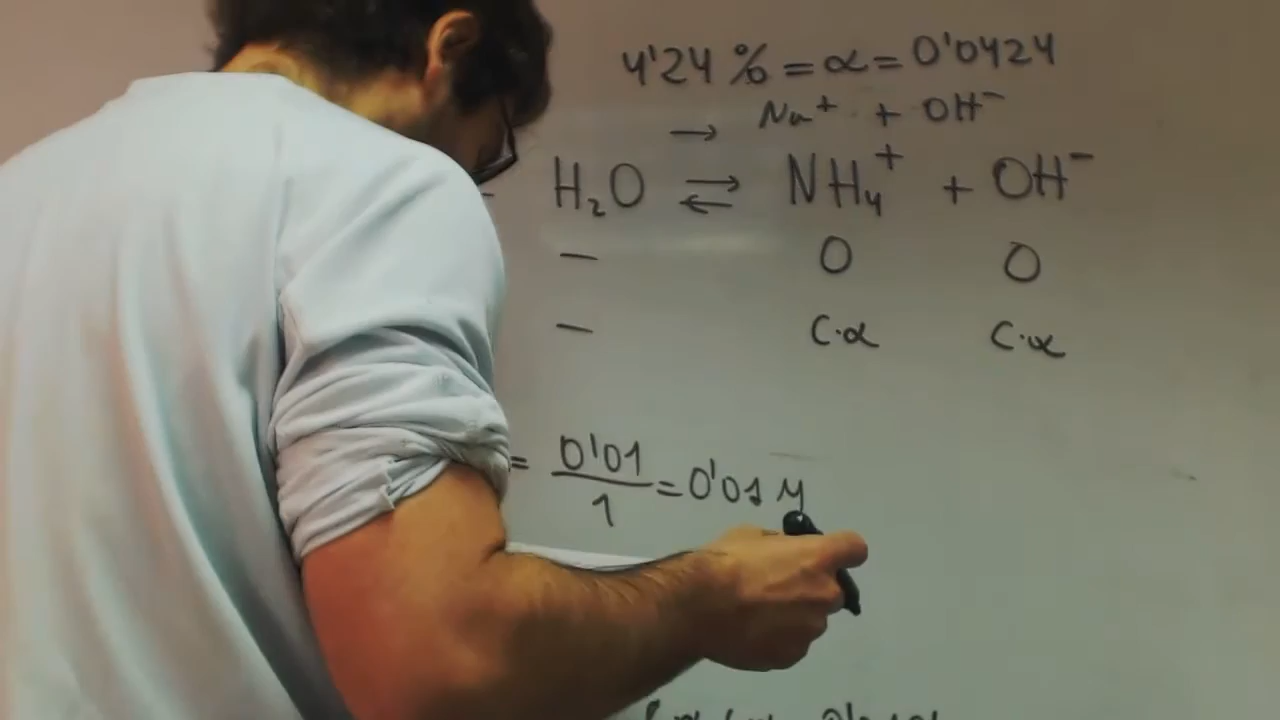 4'24 % = α = 0'0424
→ Na⁺ + OH⁻
H₂O ⇌ NH₄⁺ + OH⁻
— 0 0
— C·α C·α
= 0'01/1 = 0'01 M